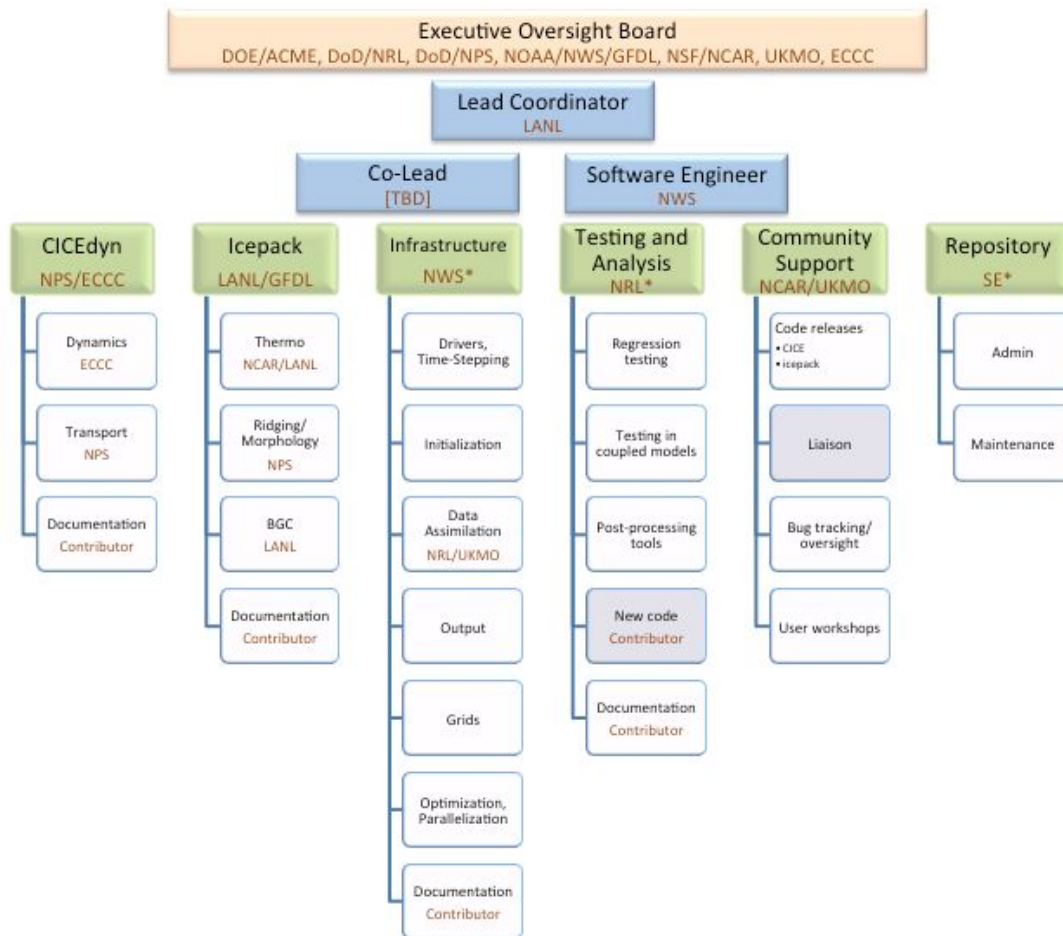 Executive Oversight Board
DOE/ACME, DoD/NRL, DoD/NPS, NOAA/NWS/GFDL, NSF/NCAR, UKMO, ECCC
Lead Coordinator
LANL
Co-Lead
[TBD]
Software Engineer
NWS
CICEdyn
NPS/ECCC
Dynamics
ECCC
Transport
NPS
Documentation
Contributor
Icepack
LANL/GFDL
Thermo
NCAR/LANL
Ridging/
Morphology
NPS
BGC
LANL
Documentation
Contributor
Infrastructure
NWS*
Drivers,
Time-Stepping
Initialization
Data
Assimilation
NRL/UKMO
Output
Grids
Optimization,
Parallelization
Documentation
Contributor
Testing and
Analysis
NRL*
Regression
testing
Testing in
coupled models
Post-processing
tools
New code
Contributor
Documentation
Contributor
Community
Support
NCAR/UKMO
Code releases
• CICE
• icepack
Liaison
Bug tracking/
oversight
User workshops
Repository
SE*
Admin
Maintenance